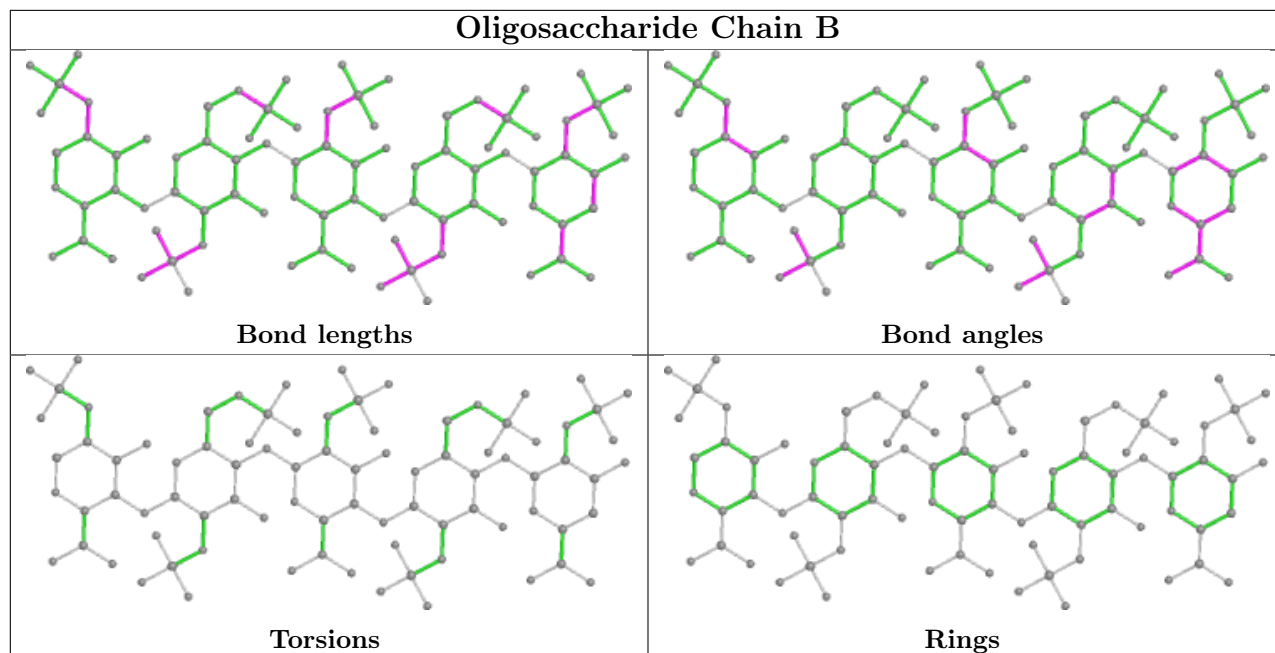 Oligosaccharide Chain B
Bond lengths
Bond angles
Torsions
Rings